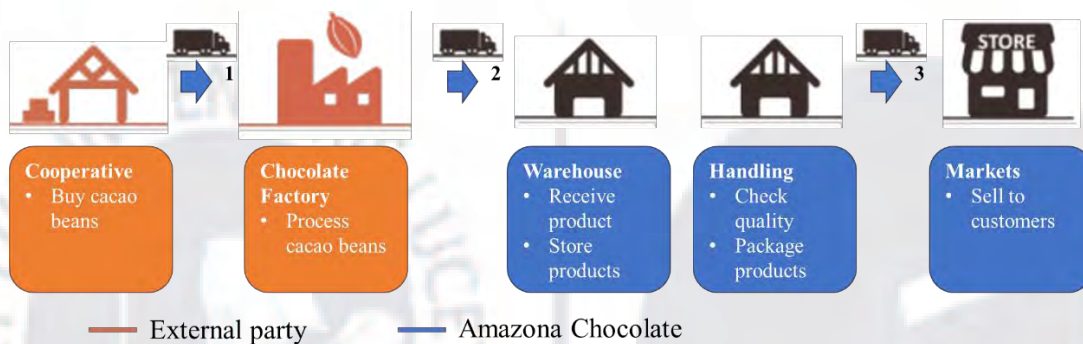 1
2
3
STORE
Cooperative
• Buy cacao
beans
Chocolate
Factory
• Process
cacao beans
Warehouse
• Receive
product
• Store
products
Handling
• Check
quality
• Package
products
Markets
• Sell to
customers
External party
Amazona Chocolate